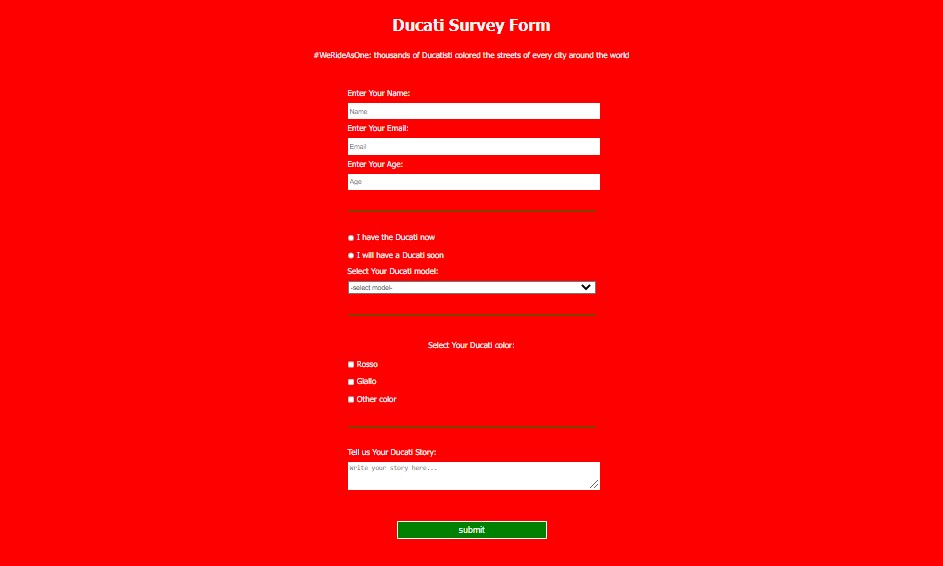 Ducati Survey Form
#WeRideAsOne: thousands of Ducatisti colored the streets of every city around the world
Enter Your Name:
Name
Enter Your Email:
Email
Enter Your Age:
Age
I have the Ducati now
I will have a Ducati soon
Select Your Ducati model:
-select model-
Select Your Ducati color:
Rosso
Giallo
Other color
Tell us Your Ducati Story:
Write your story here...
submit